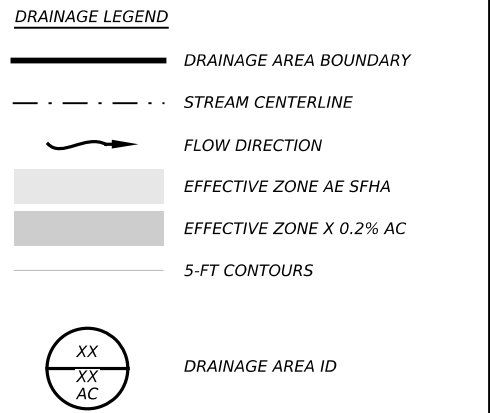 DRAINAGE LEGEND
DRAINAGE AREA BOUNDARY
STREAM CENTERLINE
FLOW DIRECTION
EFFECTIVE ZONE AE SFHA
EFFECTIVE ZONE X 0.2% AC
5-FT CONTOURS
XX
XX
AC
DRAINAGE AREA ID